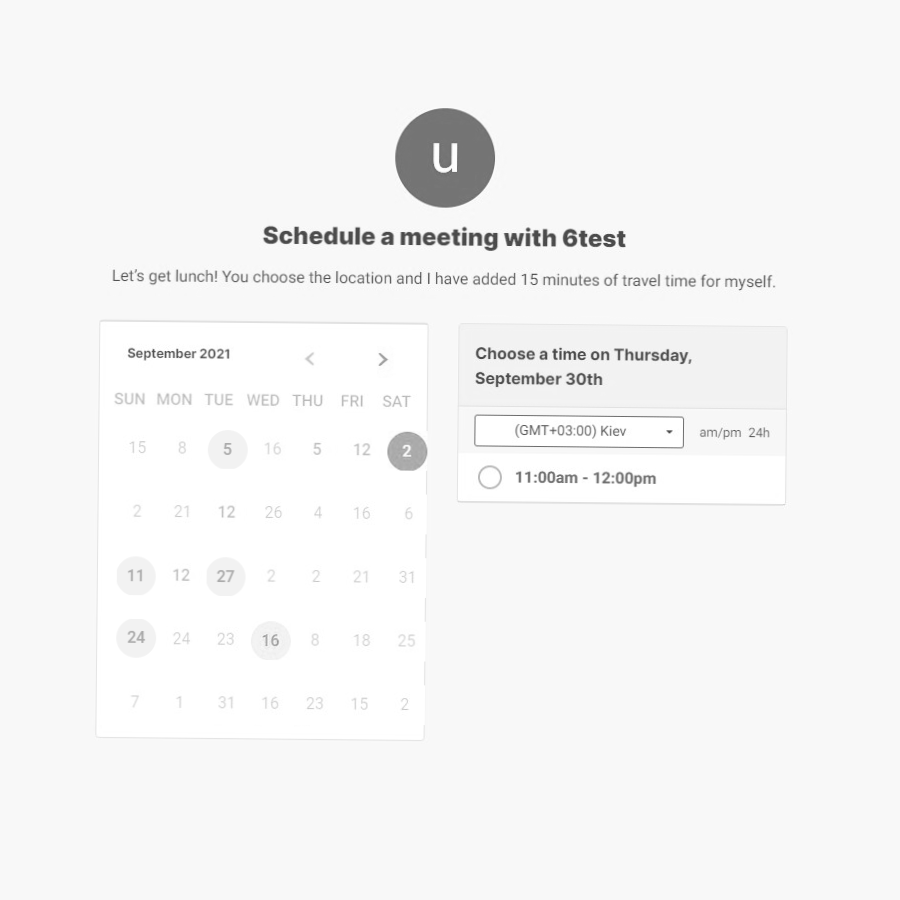 u
Schedule a meeting with 6test
Let's get lunch! You choose the location and I have added 15 minutes of travel time for myself.
September 2021
SUN MON TUE WED THU FRI SAT
15 8 5 16 5 12 2
2 21 12 26 4 16 6
11 12 27 2 2 21 31
24 24 23 16 8 18 25
7 1 31 16 23 15 2
Choose a time on Thursday,
September 30th
(GMT+03:00) Kiev am/pm 24h
11:00am - 12:00pm